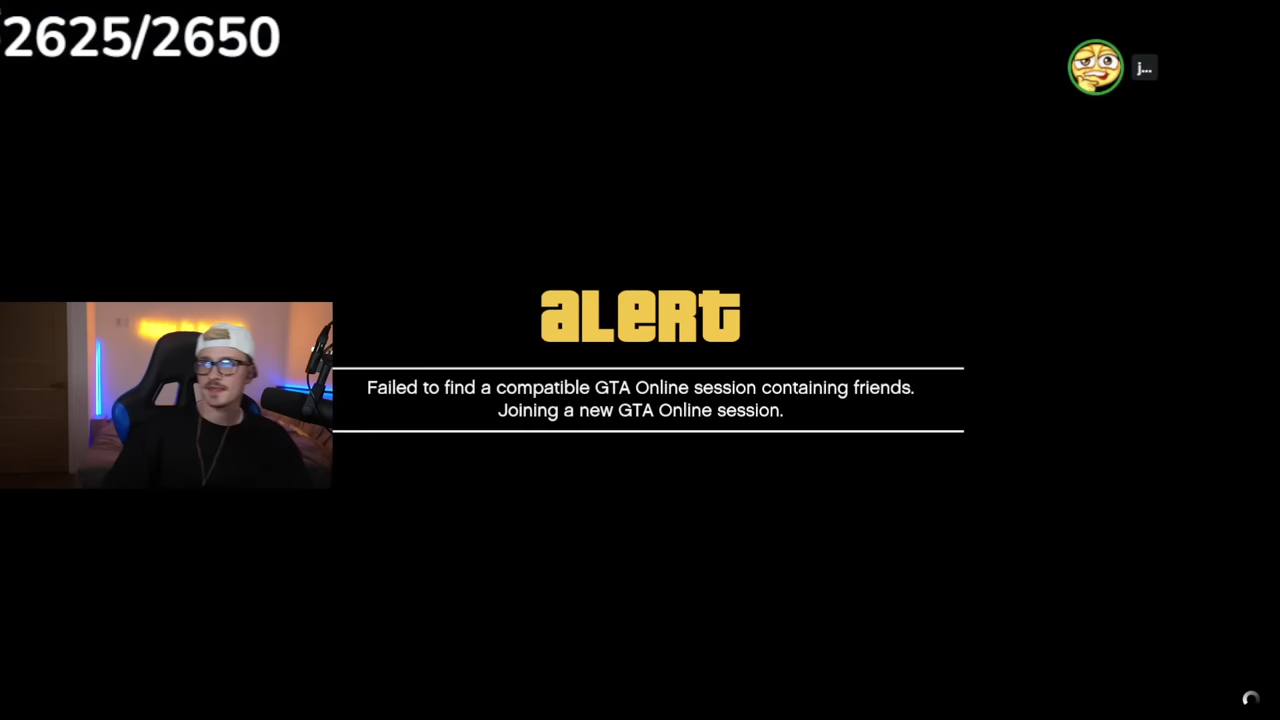 2625/2650
j...
alert
Failed to find a compatible GTA Online session containing friends.
Joining a new GTA Online session.